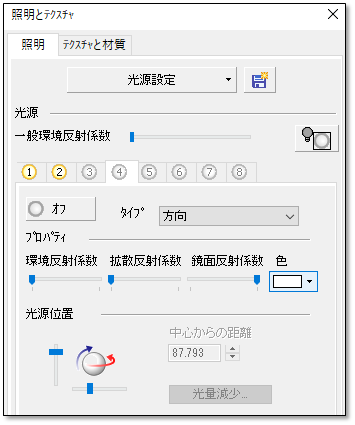 照明とテクスチャ
照明 テクスチャと材質
光源設定
光源
一般環境反射係数
1 2 3 4 5 6 7 8
オフ タイプ 方向
プロパティ
環境反射係数 拡散反射係数 鏡面反射係数 色
光源位置
中心からの距離
87.793
光量減少...